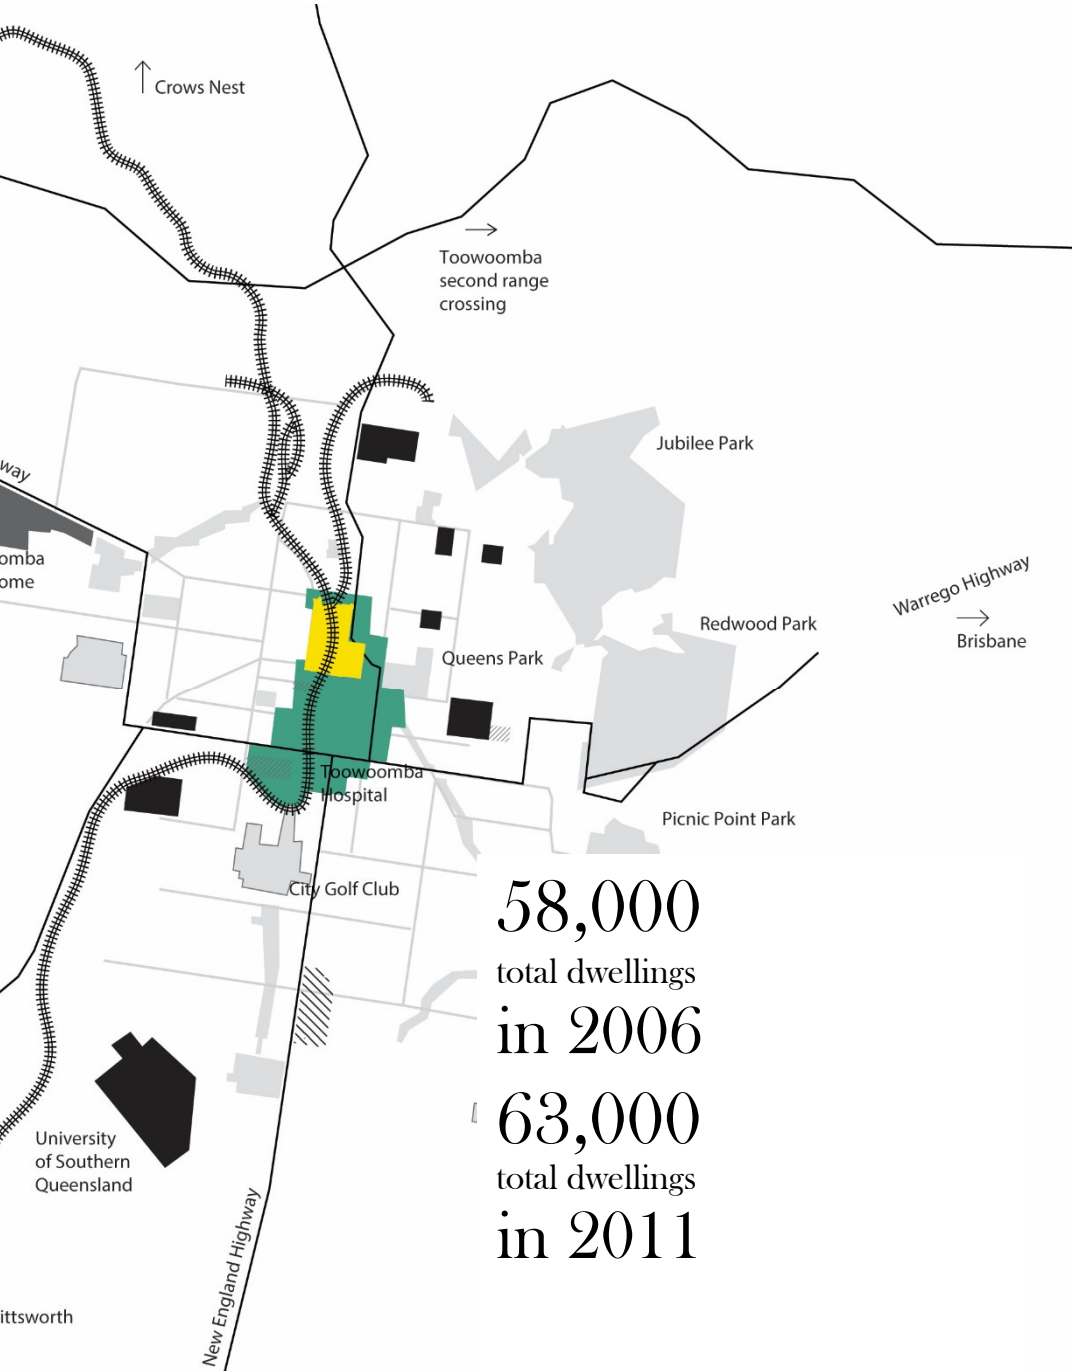 Crows Nest
Toowoomba
second range
crossing
Jubilee Park
way
omba
ome
Warrego Highway
Brisbane
Redwood Park
Queens Park
Toowoomba
Hospital
Picnic Point Park
City Golf Club
58,000
total dwellings
in 2006
63,000
total dwellings
in 2011
University
of Southern
Queensland
New England Highway
ittsworth